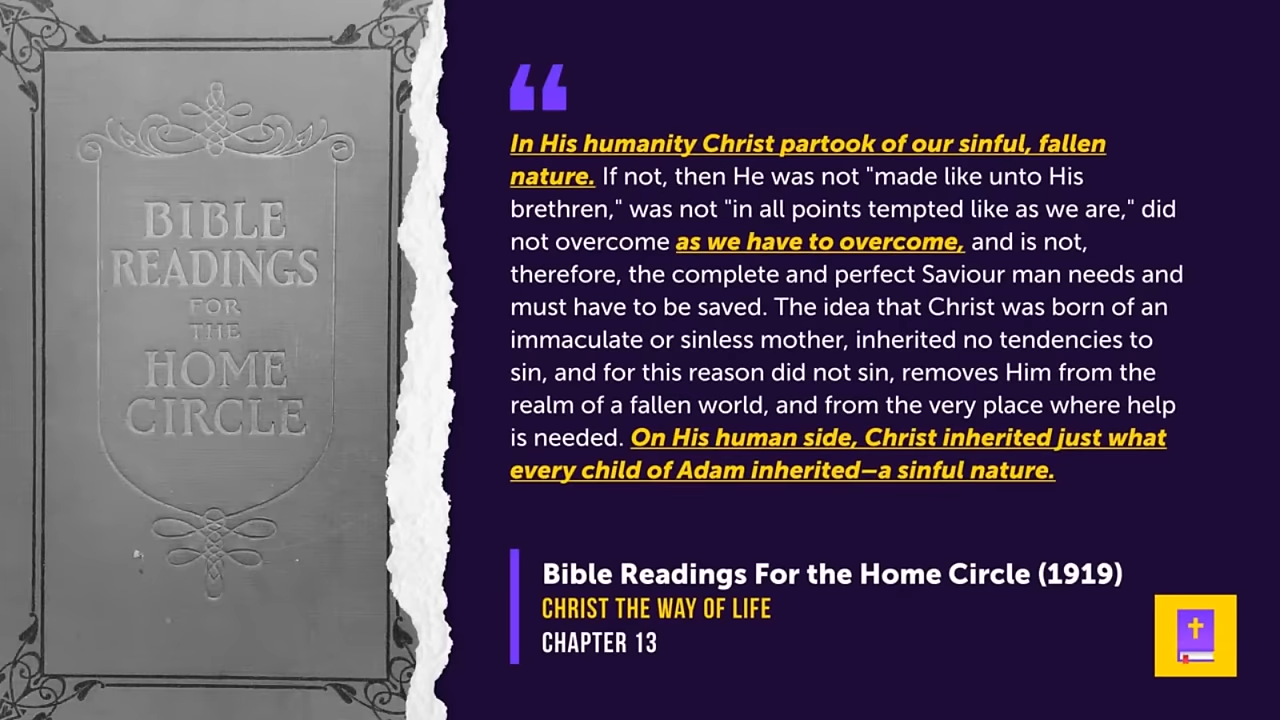 BIBLE
READINGS
FOR
THE
HOME
CIRCLE
“
In His humanity Christ partook of our sinful, fallen
nature. If not, then He was not "made like unto His
brethren," was not "in all points tempted like as we are," did
not overcome as we have to overcome, and is not,
therefore, the complete and perfect Saviour man needs and
must have to be saved. The idea that Christ was born of an
immaculate or sinless mother, inherited no tendencies to
sin, and for this reason did not sin, removes Him from the
realm of a fallen world, and from the very place where help
is needed. On His human side, Christ inherited just what
every child of Adam inherited—a sinful nature.
Bible Readings For the Home Circle (1919)
CHRIST THE WAY OF LIFE
CHAPTER 13